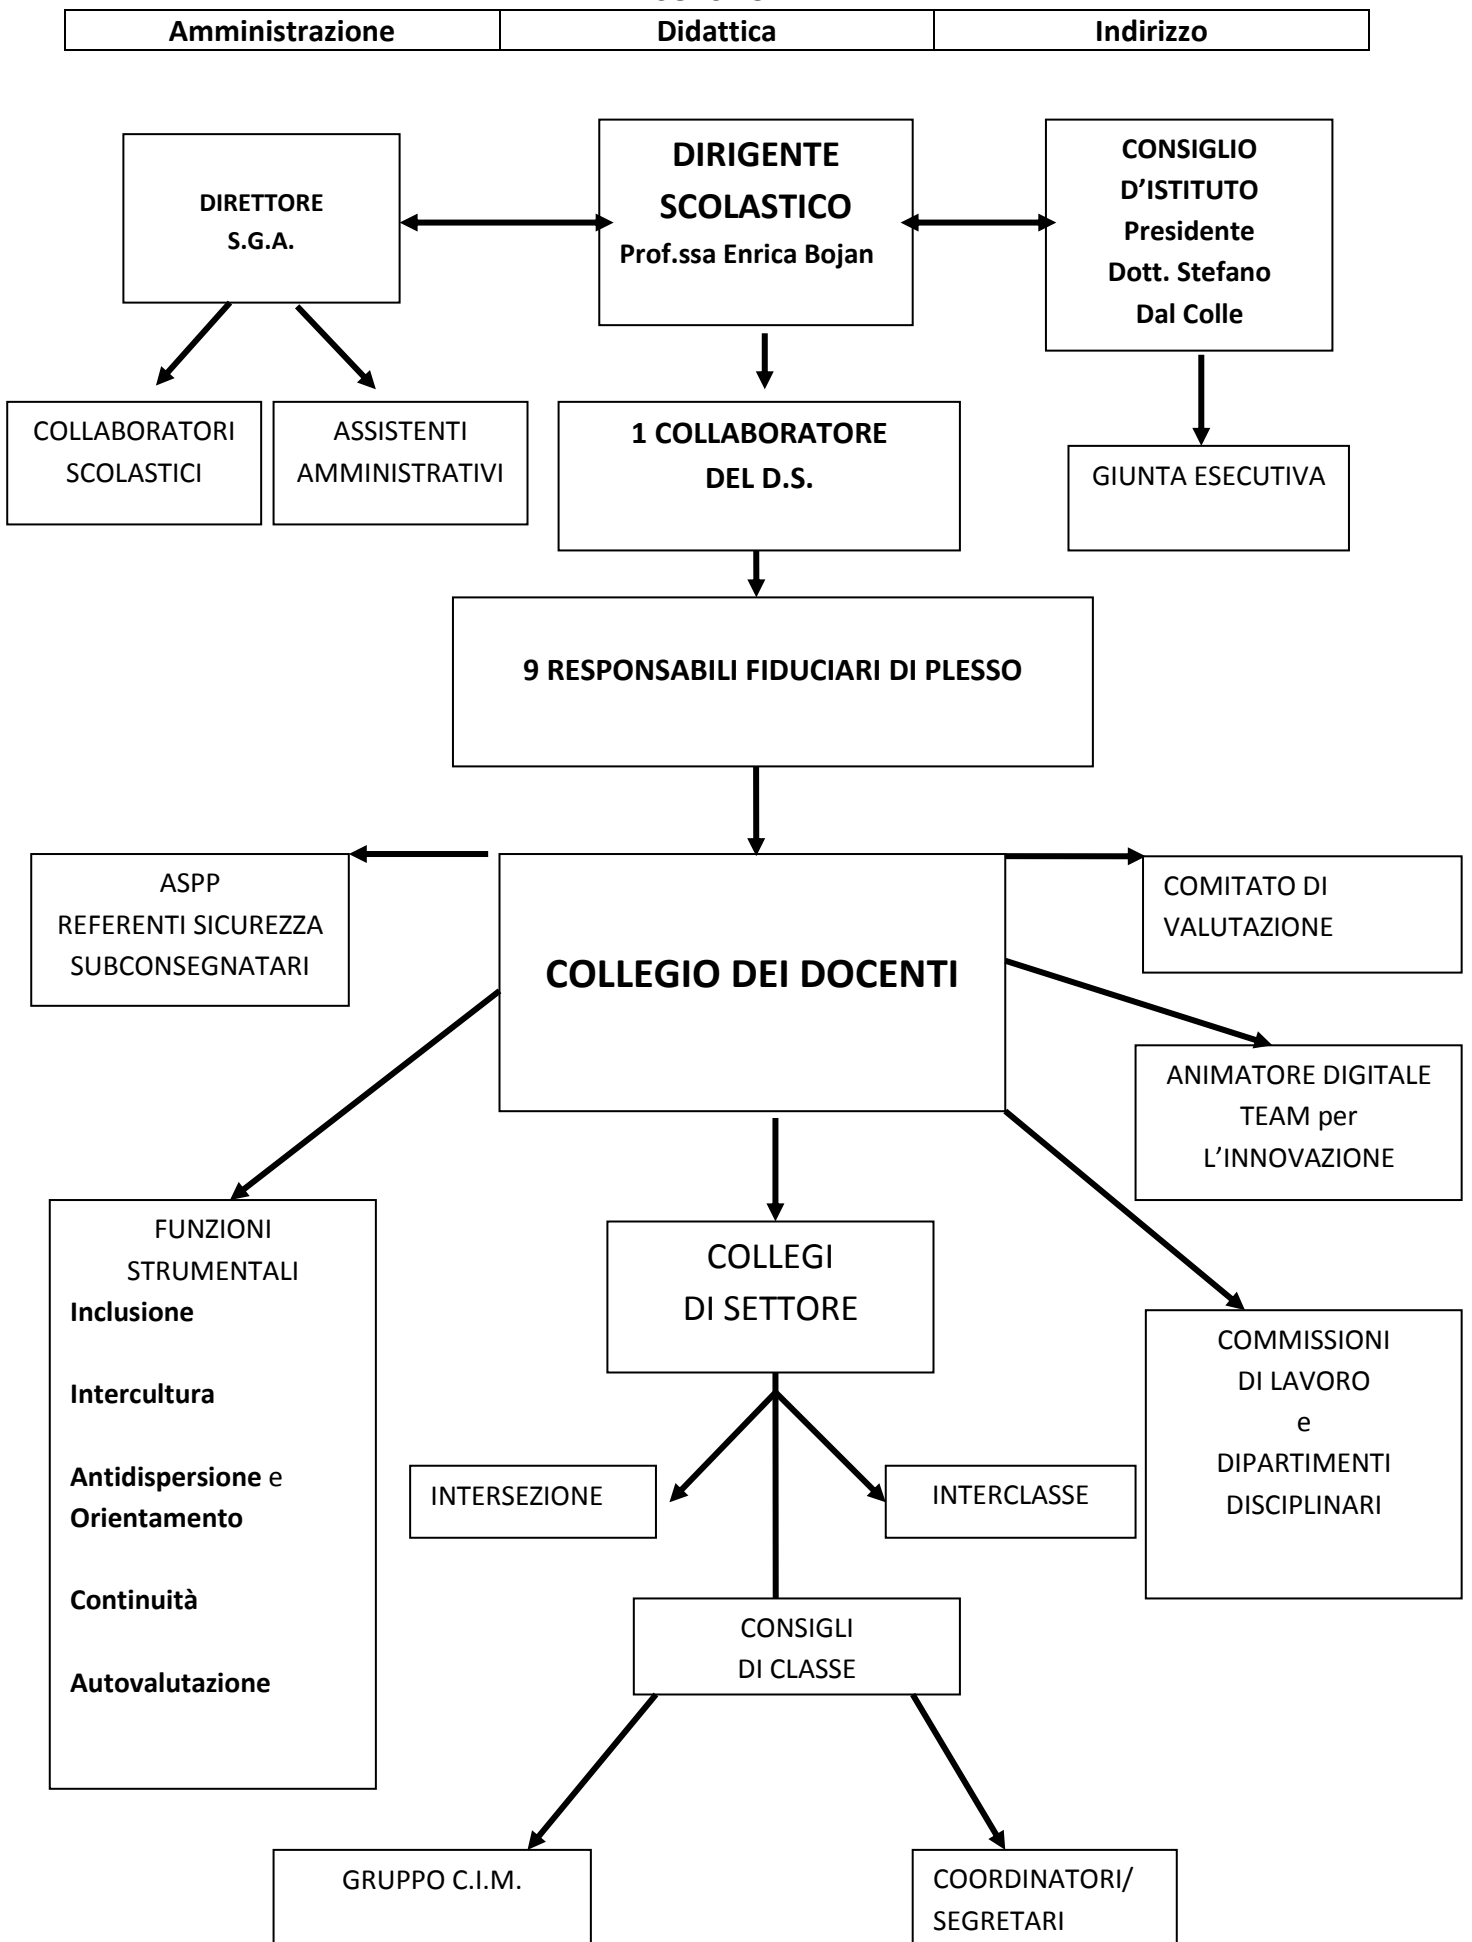 Amministrazione Didattica Indirizzo
DIRETTORE
S.G.A.
DIRIGENTE
SCOLASTICO
Prof.ssa Enrica Bojan
CONSIGLIO
D’ISTITUTO
Presidente
Dott. Stefano
Dal Colle
COLLABORATORI
SCOLASTICI
ASSISTENTI
AMMINISTRATIVI
1 COLLABORATORE
DEL D.S.
GIUNTA ESECUTIVA
9 RESPONSABILI FIDUCIARI DI PLESSO
ASPP
REFERENTI SICUREZZA
SUBCONSEGNATARI
COLLEGIO DEI DOCENTI
COMITATO DI
VALUTAZIONE
ANIMATORE DIGITALE
TEAM per
L’INNOVAZIONE
FUNZIONI
STRUMENTALI
Inclusione
Intercultura
Antidispersione e
Orientamento
Continuità
Autovalutazione
COLLEGI
DI SETTORE
COMMISSIONI
DI LAVORO
e
DIPARTIMENTI
DISCIPLINARI
INTERSEZIONE
INTERCLASSE
CONSIGLI
DI CLASSE
GRUPPO C.I.M.
COORDINATORI/
SEGRETARI